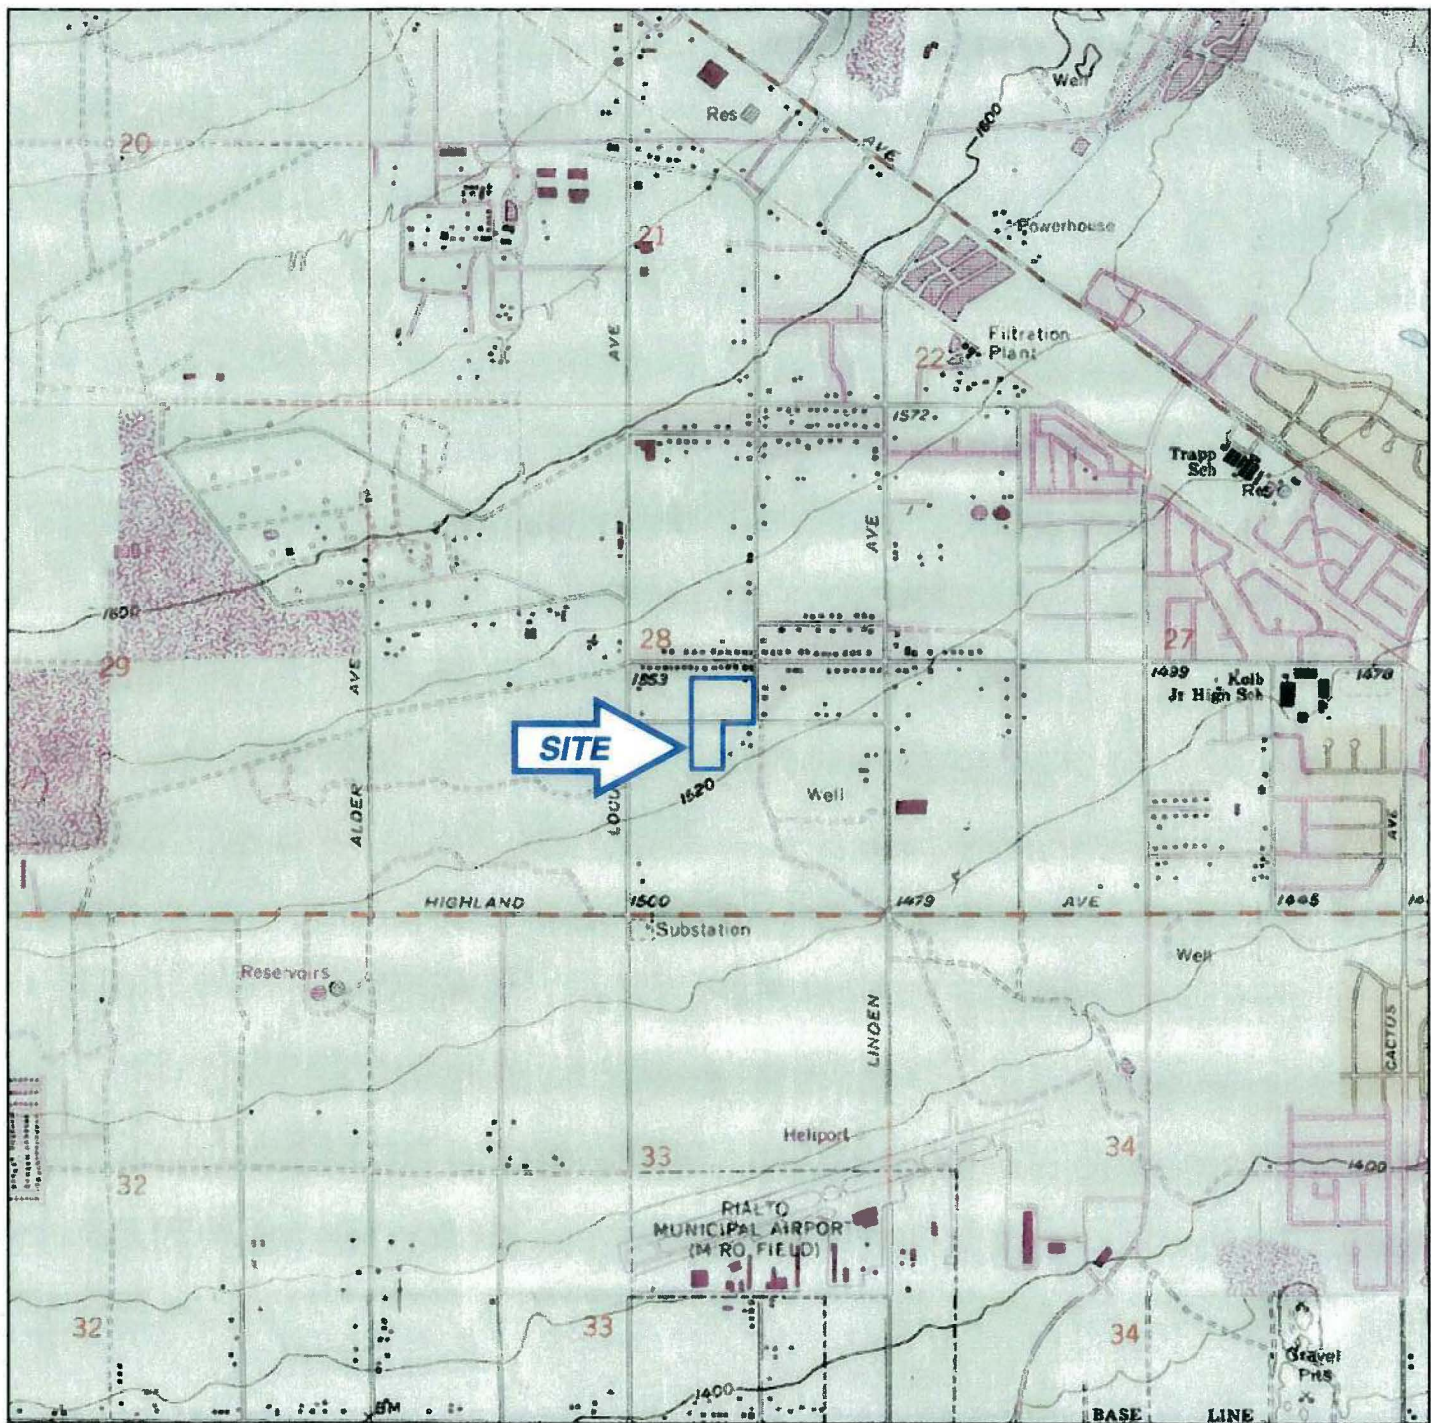 Well
Res
1600
AVE
20
21
Powerhouse
AVE
Filtration
Plant
22
1572
Trapp
Sch
Res
AVE
1600
28
27
29
AVE
1553
1499
Kolb
Jr High Sch
1478
SITE
1520
Well
ALDER
AVE
HIGHLAND
1500
1479
AVE
1445
Substation
Reservoirs
Well
LINDEN
CACTUS
Heliport
33
34
32
1400
RIALTO
MUNICIPAL AIRPORT
(M RO FIELD)
32
33
34
Gravel
Pits
1400
BM
BASE LINE